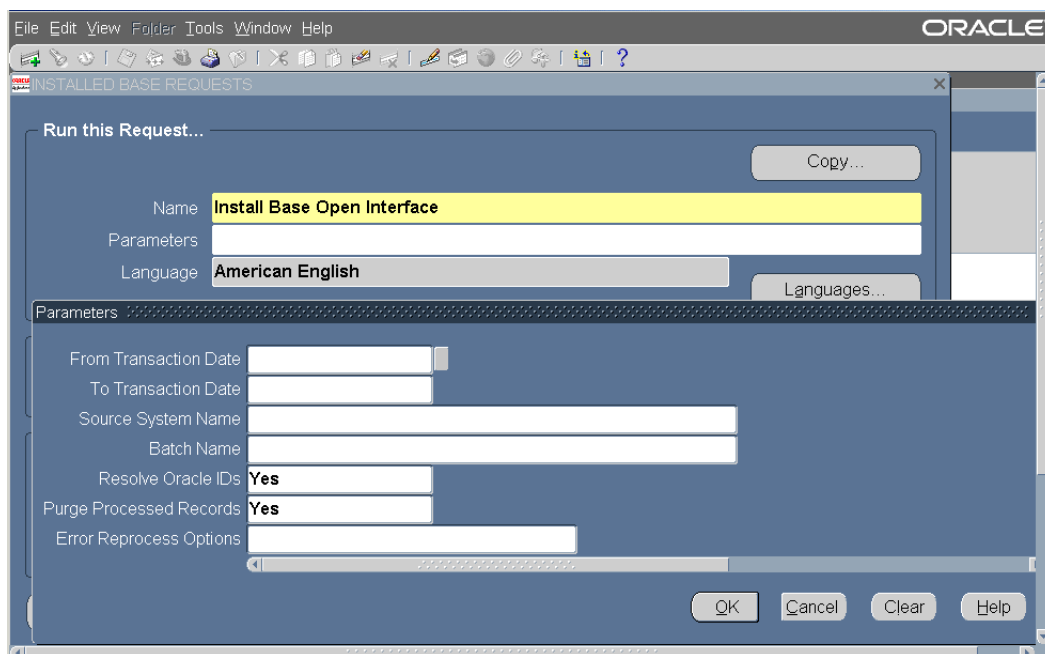 File Edit View Folder Tools Window Help ORACLE
INSTALLED BASE REQUESTS
Run this Request...
Copy...
Name Install Base Open Interface
Parameters
Language American English
Languages...
Parameters
From Transaction Date
To Transaction Date
Source System Name
Batch Name
Resolve Oracle IDs Yes
Purge Processed Records Yes
Error Reprocess Options
OK Cancel Clear Help